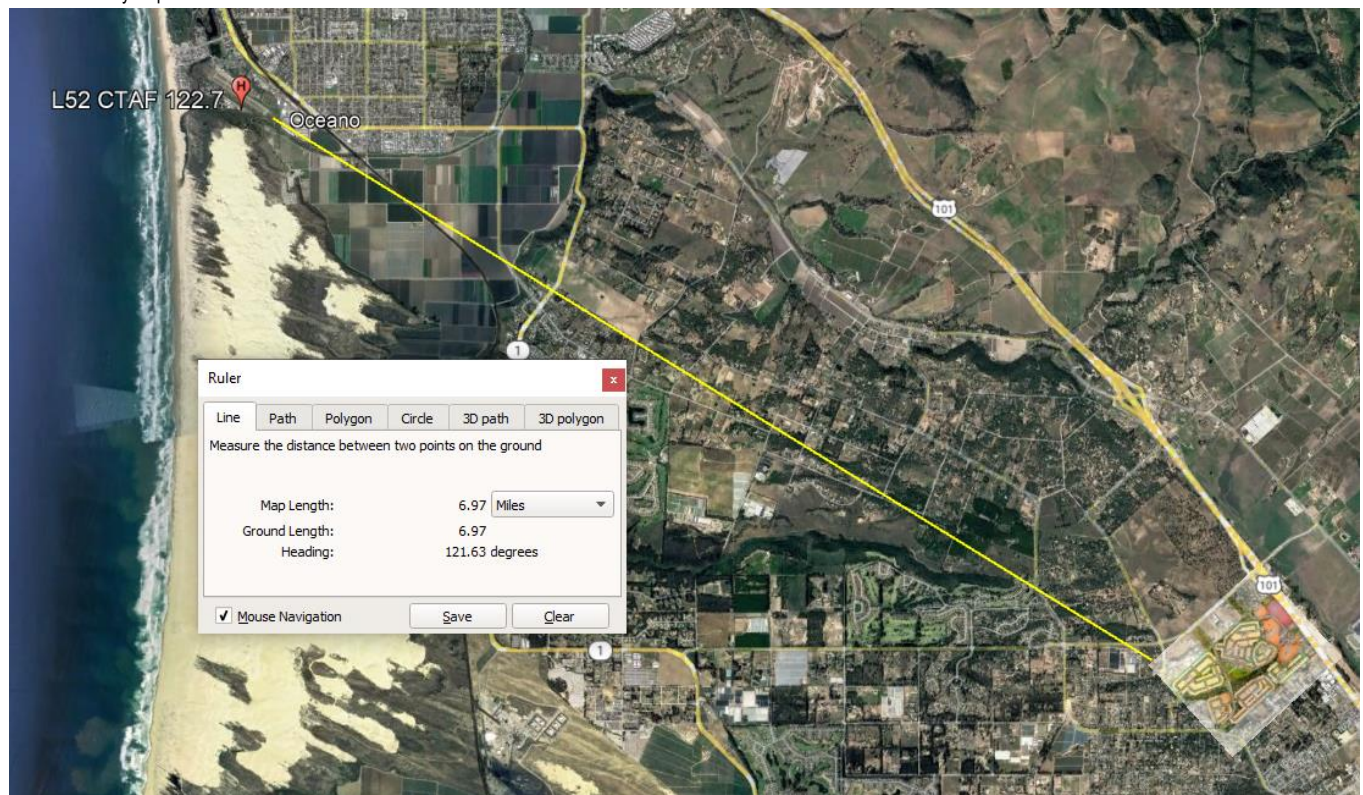 L52 CTAF 122.7
H
Oceano
101
1
Ruler
x
Line Path Polygon Circle 3D path 3D polygon
Measure the distance between two points on the ground
Map Length: 6.97 Miles
Ground Length: 6.97
Heading: 121.63 degrees
Mouse Navigation Save Clear
101
1